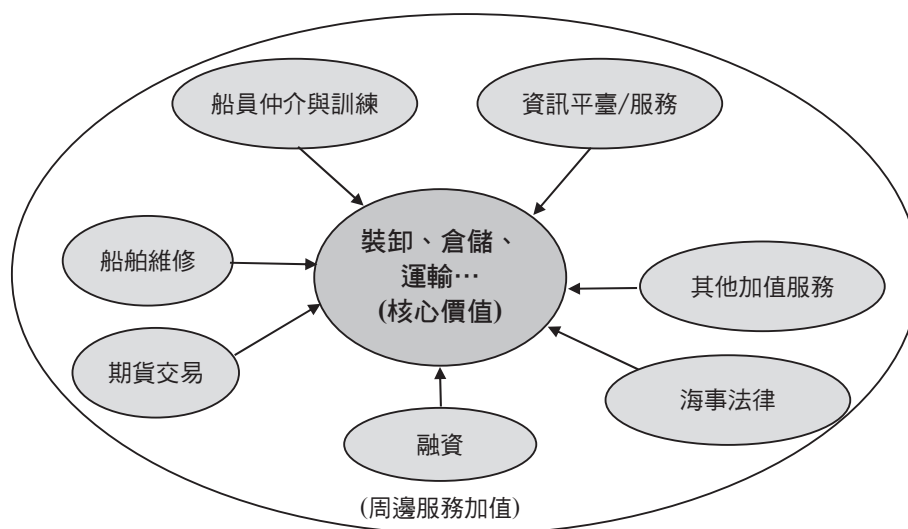 船員仲介與訓練
資訊平臺/服務
船舶維修
裝卸、倉儲、
運輸…
(核心價值)
其他加值服務
期貨交易
海事法律
融資
(周邊服務加值)